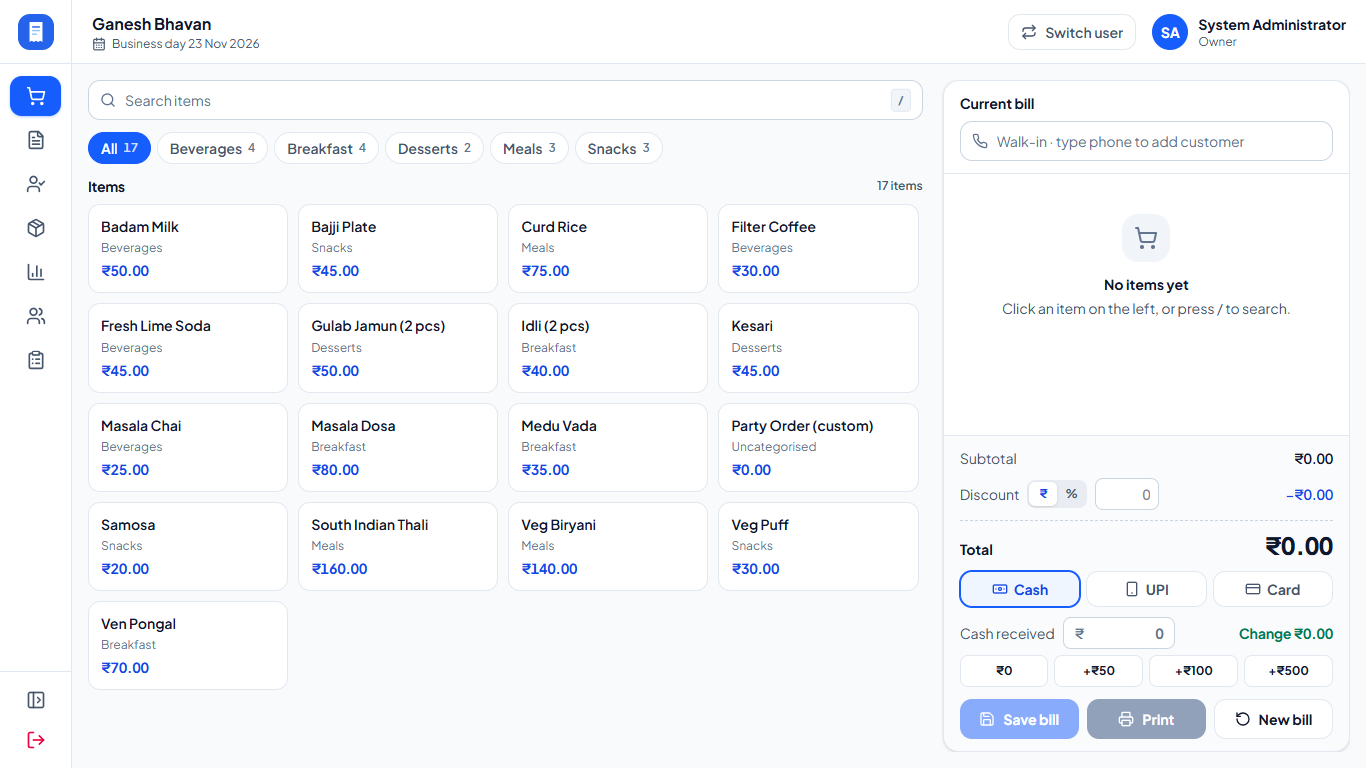 Ganesh Bhavan
Business day 23 Nov 2026
Switch user
SA
System Administrator
Owner
Search items
/
All 17
Beverages 4
Breakfast 4
Desserts 2
Meals 3
Snacks 3
Items
17 items
Badam Milk
Beverages
₹50.00
Bajji Plate
Snacks
₹45.00
Curd Rice
Meals
₹75.00
Filter Coffee
Beverages
₹30.00
Fresh Lime Soda
Beverages
₹45.00
Gulab Jamun (2 pcs)
Desserts
₹50.00
Idli (2 pcs)
Breakfast
₹40.00
Kesari
Desserts
₹45.00
Masala Chai
Beverages
₹25.00
Masala Dosa
Breakfast
₹80.00
Medu Vada
Breakfast
₹35.00
Party Order (custom)
Uncategorised
₹0.00
Samosa
Snacks
₹20.00
South Indian Thali
Meals
₹160.00
Veg Biryani
Meals
₹140.00
Veg Puff
Snacks
₹30.00
Ven Pongal
Breakfast
₹70.00
Current bill
Walk-in · type phone to add customer
No items yet
Click an item on the left, or press / to search.
Subtotal ₹0.00
Discount ₹ % 0 −₹0.00
Total ₹0.00
Cash
UPI
Card
Cash received ₹ 0 Change ₹0.00
₹0
+₹50
+₹100
+₹500
Save bill
Print
New bill